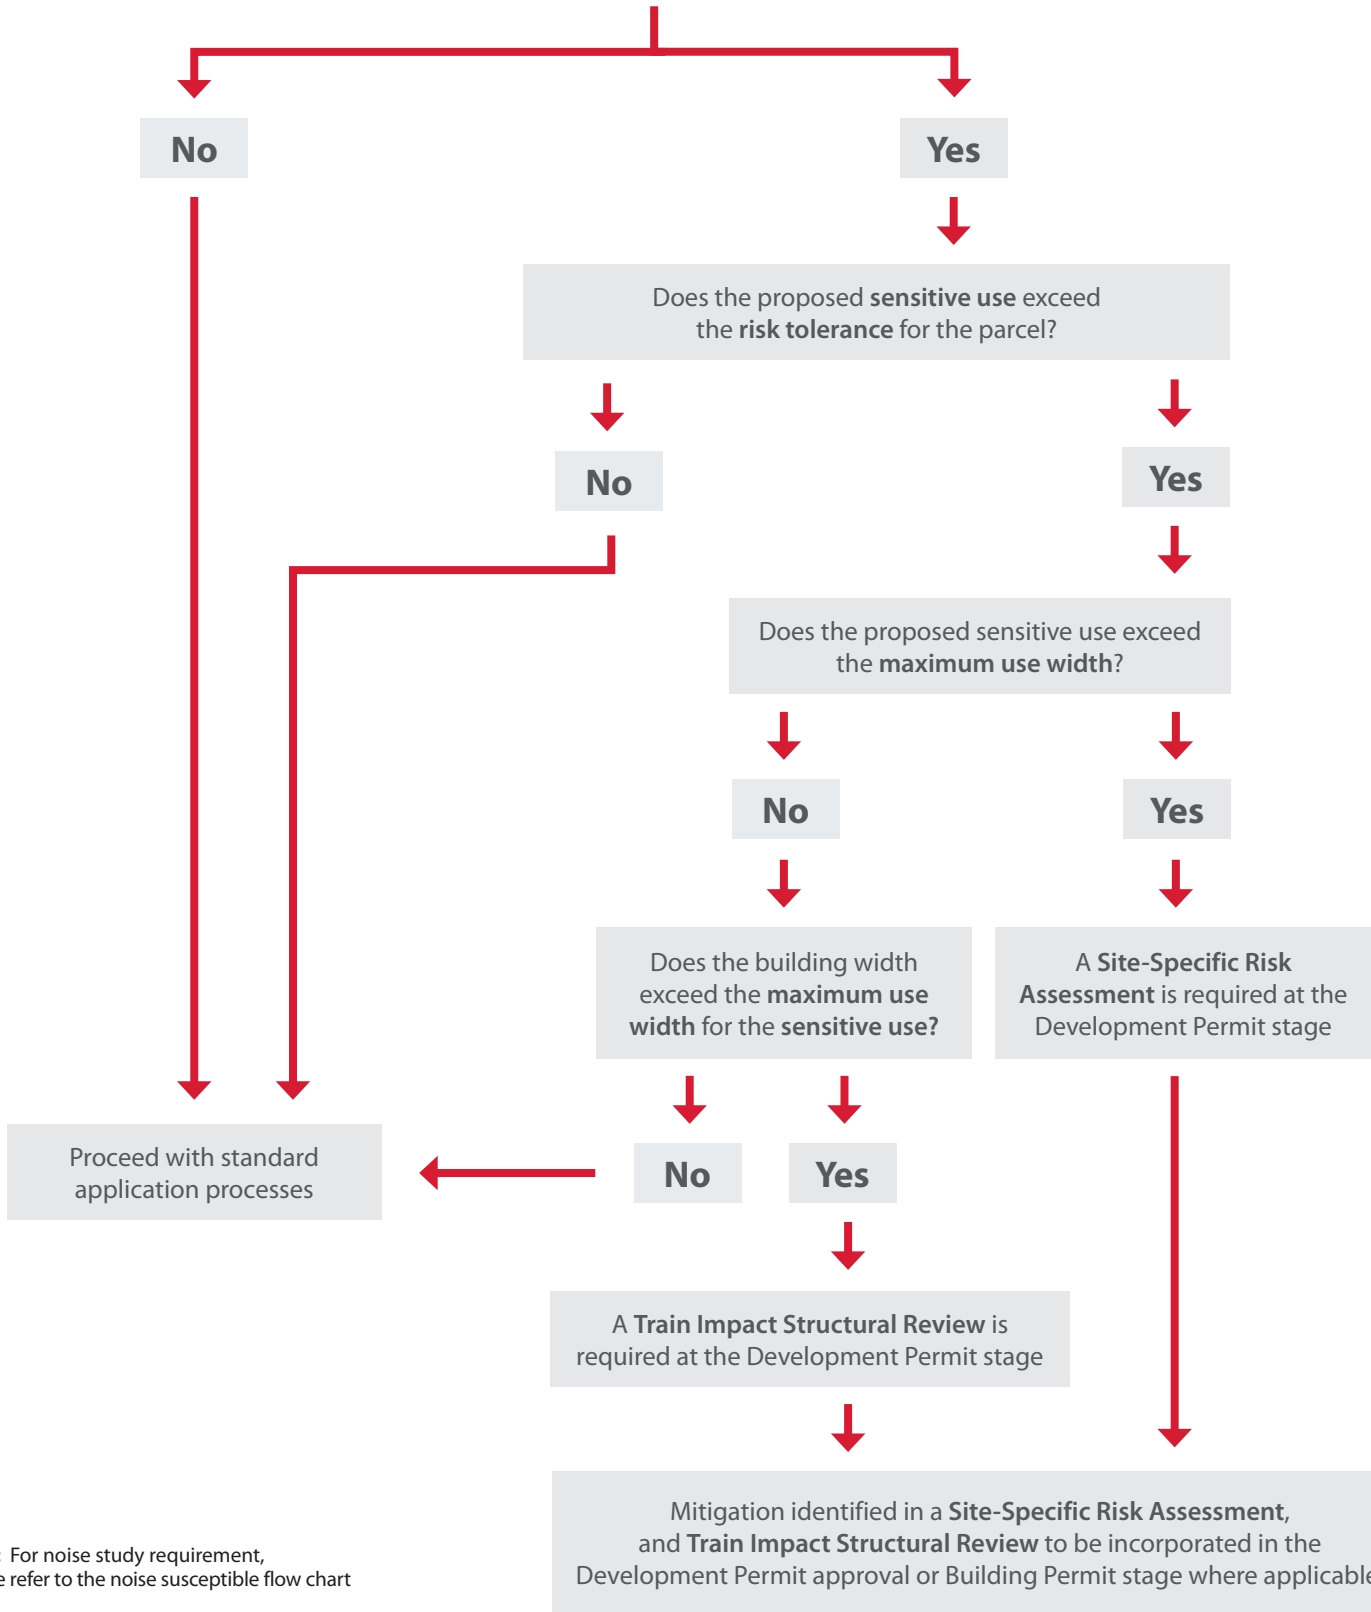 No
Yes
Does the proposed sensitive use exceed
the risk tolerance for the parcel?
No
Yes
Does the proposed sensitive use exceed
the maximum use width?
No
Yes
Does the building width
exceed the maximum use
width for the sensitive use?
A Site-Specific Risk
Assessment is required at the
Development Permit stage
Proceed with standard
application processes
No
Yes
A Train Impact Structural Review is
required at the Development Permit stage
Mitigation identified in a Site-Specific Risk Assessment,
and Train Impact Structural Review to be incorporated in the
Development Permit approval or Building Permit stage where applicable
: For noise study requirement,
e refer to the noise susceptible flow chart